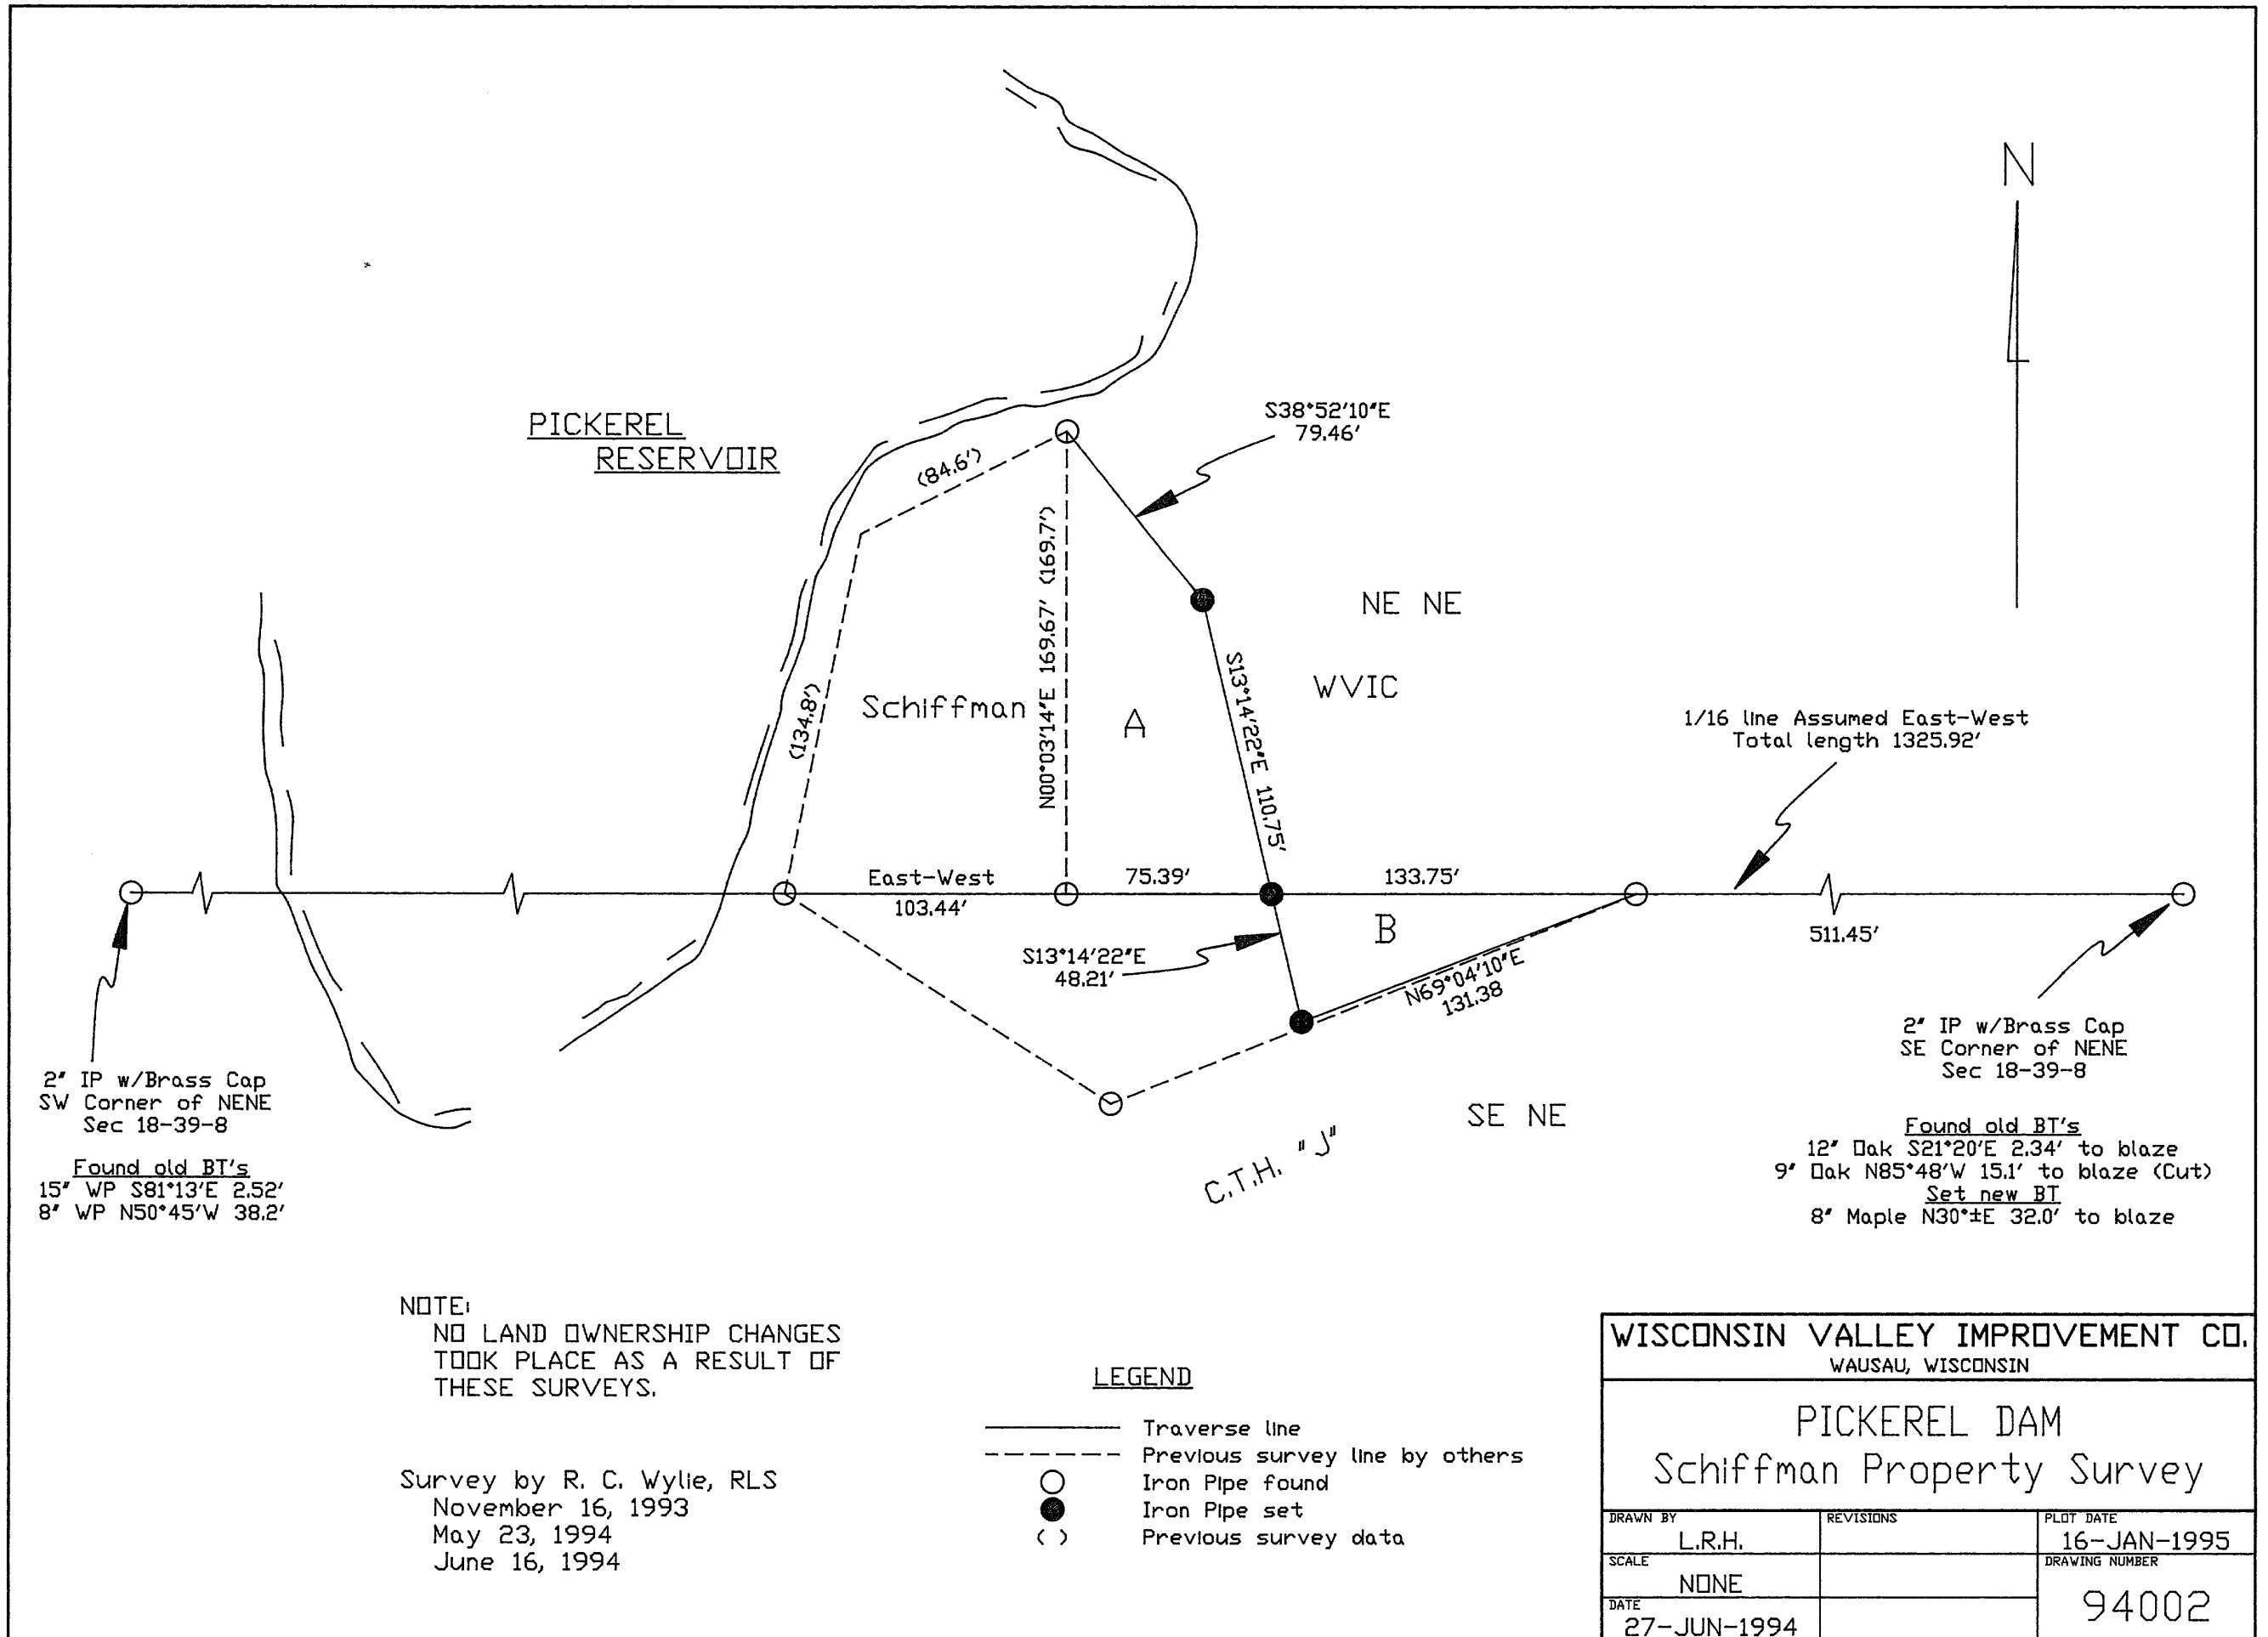 N
S38°52'10"E
79.46'
PICKEREL
RESERVOIR
(84.6')
N00°03'14"E 169.67' (169.7')
NE NE
S13°14'22"E 110.75'
WVIC
Schiffman
A
(134.8')
1/16 line Assumed East-West
Total length 1325.92'
East-West
103.44'
75.39'
133.75'
B
511.45'
S13°14'22"E
48.21'
N69°04'10"E
131.38
2" IP w/Brass Cap
SW Corner of NENE
Sec 18-39-8
Found old BT's
15" WP S81°13'E 2.52'
8" WP N50°45'W 38.2'
2" IP w/Brass Cap
SE Corner of NENE
Sec 18-39-8
Found old BT's
12" Oak S21°20'E 2.34' to blaze
9" Oak N85°48'W 15.1' to blaze (Cut)
Set new BT
8" Maple N30°±E 32.0' to blaze
SE NE
C.T.H. "J"
NOTE:
NO LAND OWNERSHIP CHANGES
TOOK PLACE AS A RESULT OF
THESE SURVEYS.
Survey by R. C. Wylie, RLS
November 16, 1993
May 23, 1994
June 16, 1994
LEGEND
Traverse line
Previous survey line by others
Iron Pipe found
Iron Pipe set
( ) Previous survey data
WISCONSIN VALLEY IMPROVEMENT CO.
WAUSAU, WISCONSIN
PICKEREL DAM
Schiffman Property Survey
DRAWN BY
L.R.H.
REVISIONS
PLOT DATE
16-JAN-1995
SCALE
NONE
DRAWING NUMBER
94002
DATE
27-JUN-1994